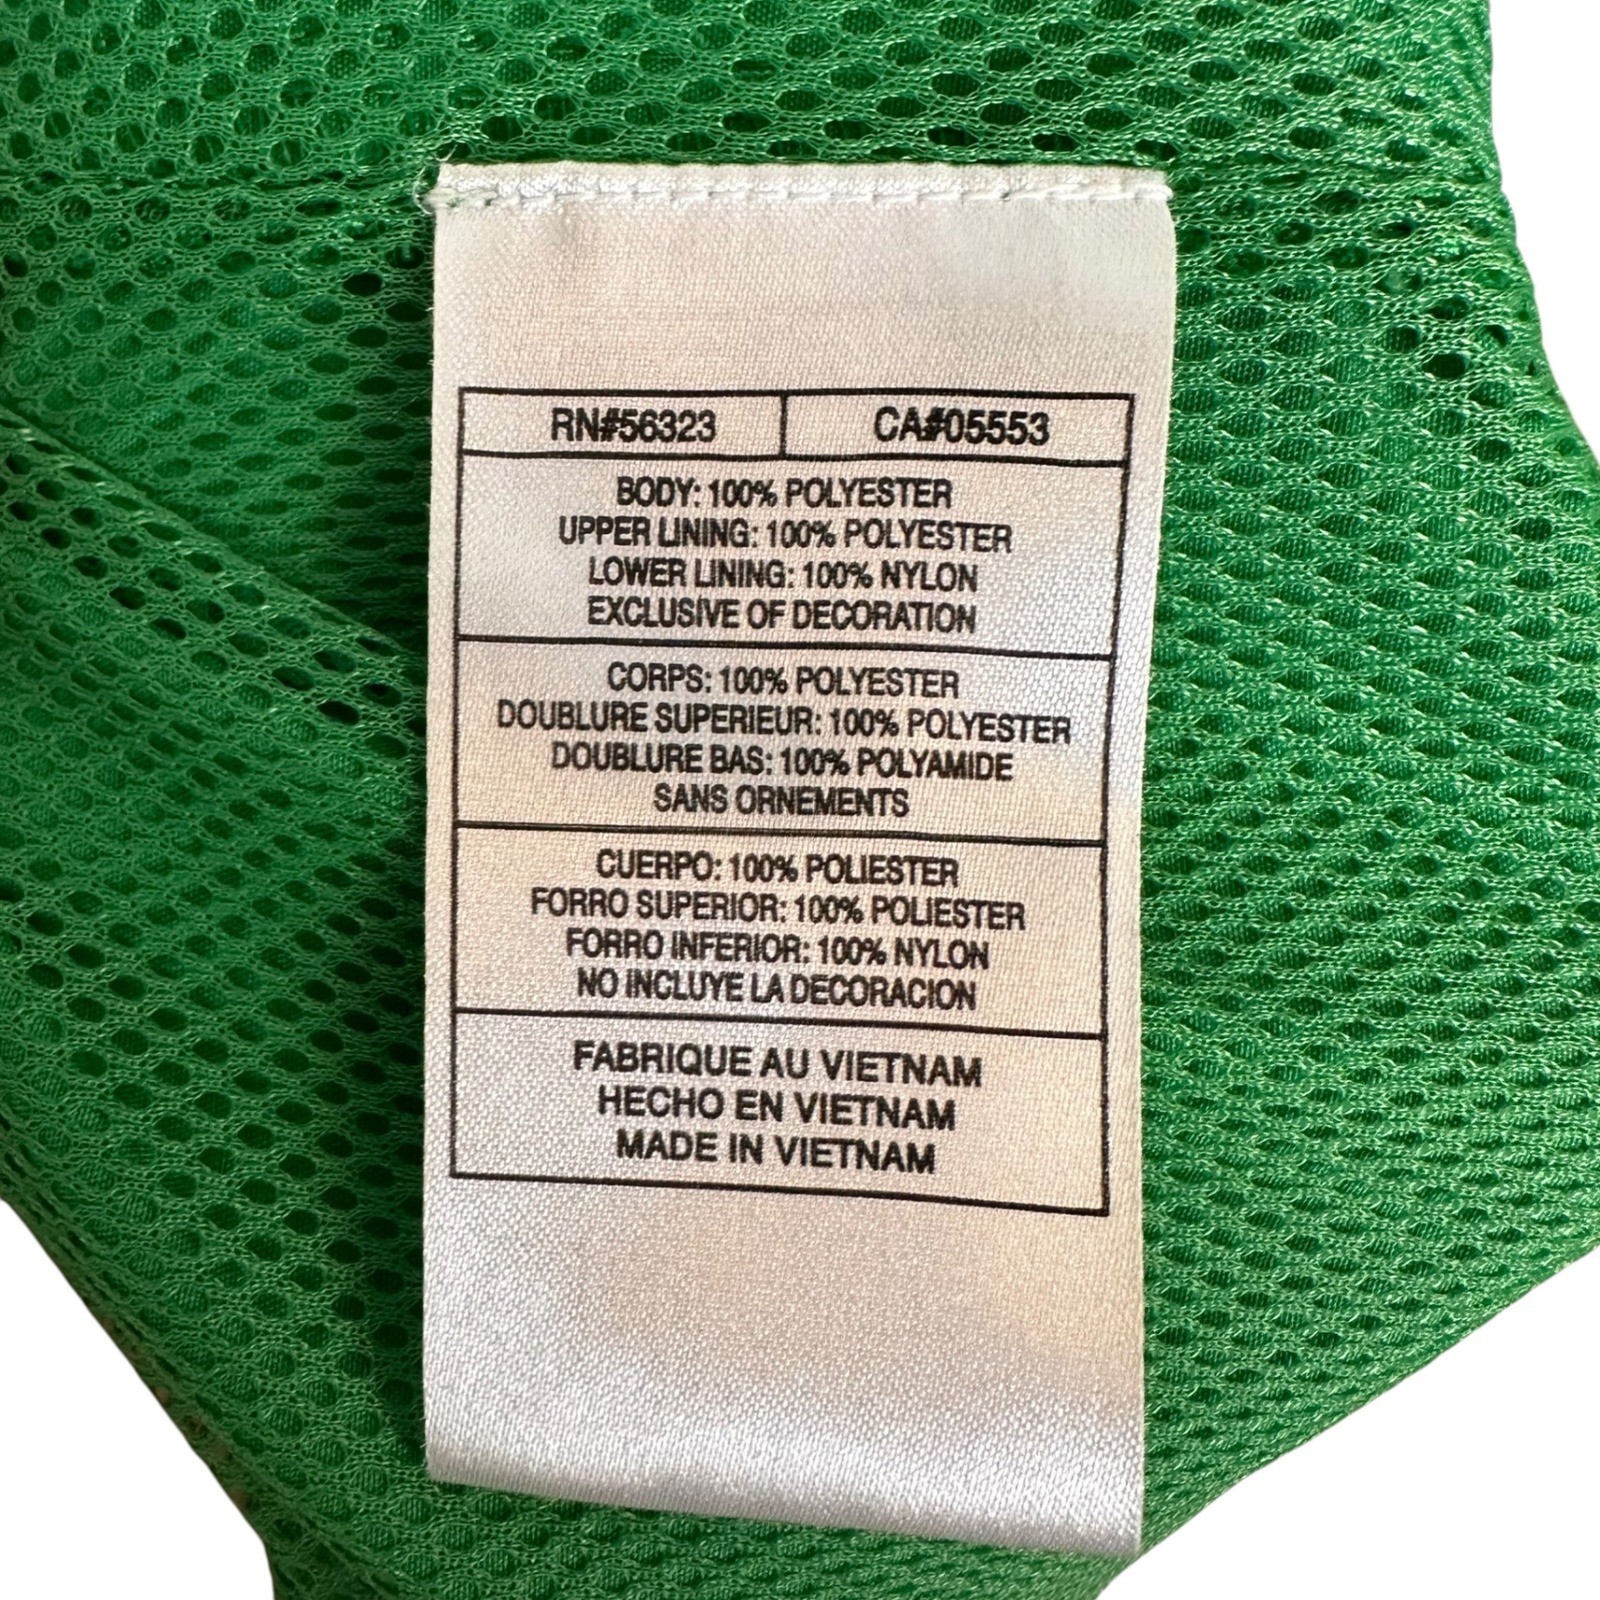 RN#56323 CA#05553
BODY: 100% POLYESTER
UPPER LINING: 100% POLYESTER
LOWER LINING: 100% NYLON
EXCLUSIVE OF DECORATION
CORPS: 100% POLYESTER
DOUBLURE SUPERIEUR: 100% POLYESTER
DOUBLURE BAS: 100% POLYAMIDE
SANS ORNEMENTS
CUERPO: 100% POLIESTER
FORRO SUPERIOR: 100% POLIESTER
FORRO INFERIOR: 100% NYLON
NO INCLUYE LA DECORACION
FABRIQUE AU VIETNAM
HECHO EN VIETNAM
MADE IN VIETNAM